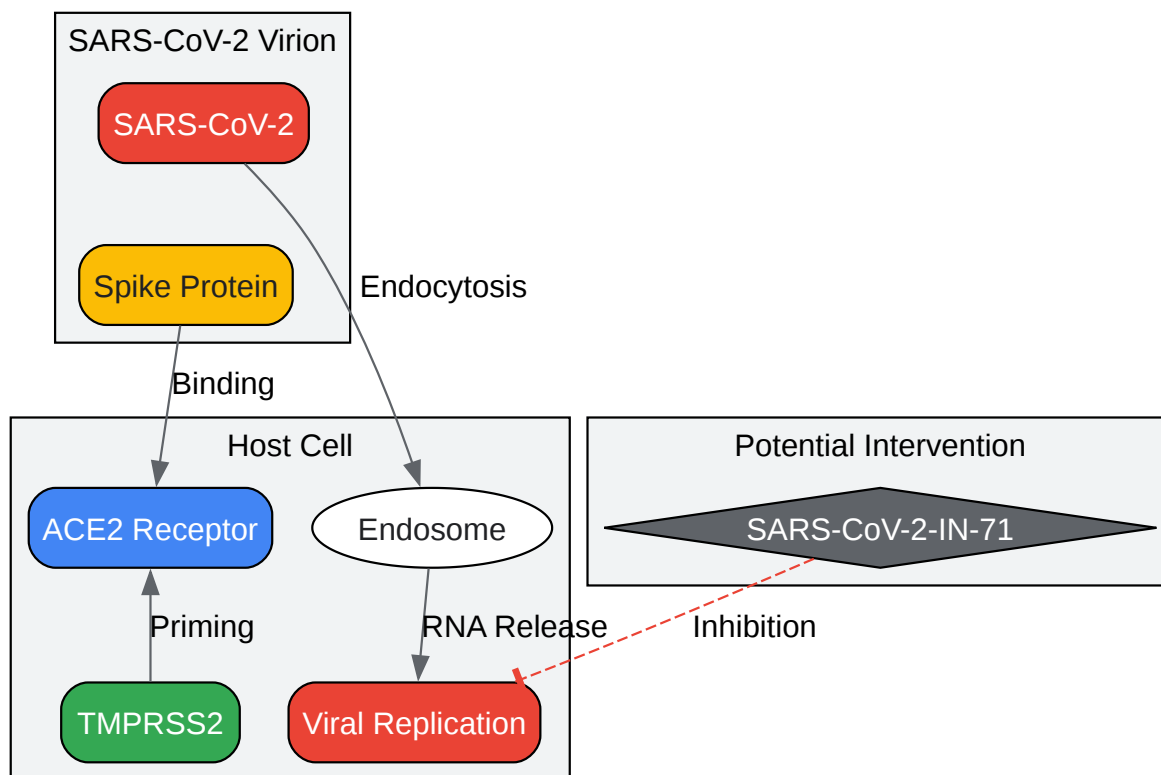 SARS-CoV-2 Virion
SARS-CoV-2
Spike Protein
Endocytosis
Binding
Host Cell
Potential Intervention
ACE2 Receptor
Endosome
SARS-CoV-2-IN-71
Priming
RNA Release
Inhibition
TMPRSS2
Viral Replication